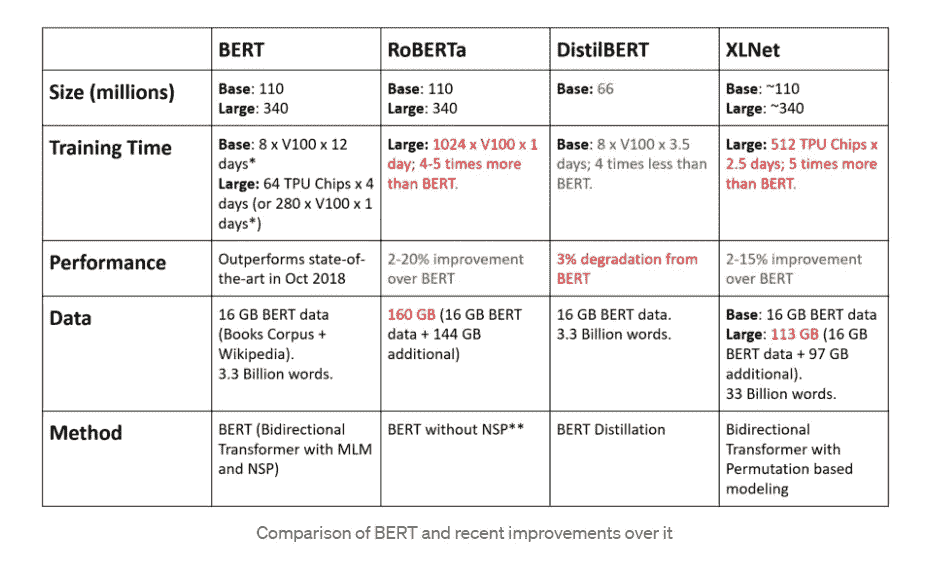 BERT RoBERTa DistilBERT XLNet
Size (millions)
Base: 110
Large: 340
Base: 110
Large: 340
Base: 66
Base: ~110
Large: ~340
Training Time
Base: 8 x V100 x 12
days*
Large: 64 TPU Chips x 4
days (or 280 x V100 x 1
days*)
Large: 1024 x V100 x 1
day; 4-5 times more
than BERT.
Base: 8 x V100 x 3.5
days; 4 times less than
BERT.
Large: 512 TPU Chips x
2.5 days; 5 times more
than BERT.
Performance
Outperforms state-of-
the-art in Oct 2018
2-20% improvement
over BERT
3% degradation from
BERT
2-15% improvement
over BERT
Data
16 GB BERT data
(Books Corpus +
Wikipedia).
3.3 Billion words.
160 GB (16 GB BERT
data + 144 GB
additional)
16 GB BERT data.
3.3 Billion words.
Base: 16 GB BERT data
Large: 113 GB (16 GB
BERT data + 97 GB
additional).
33 Billion words.
Method
BERT (Bidirectional
Transformer with MLM
and NSP)
BERT without NSP**
BERT Distillation
Bidirectional
Transformer with
Permutation based
modeling
Comparison of BERT and recent improvements over it